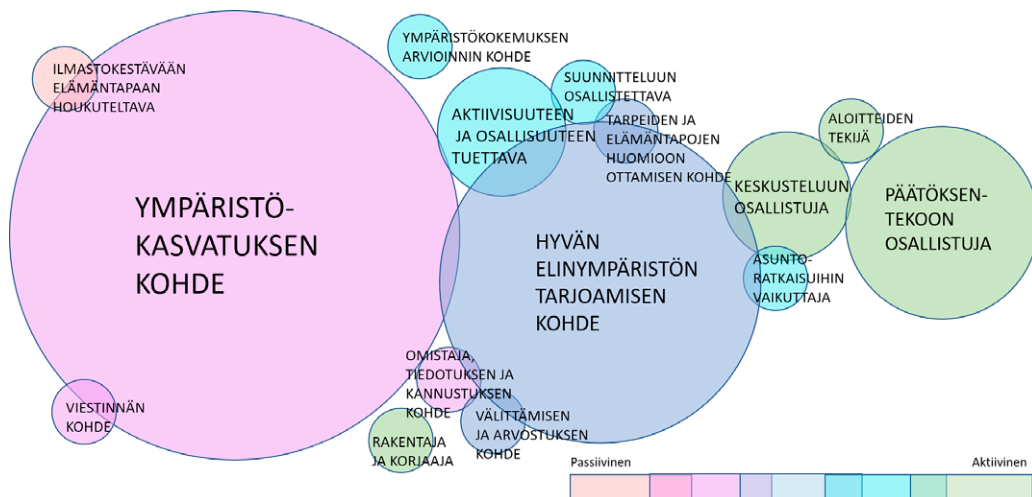 ILMASTOKESTÄVÄÄN
ELÄMÄNTAPAAN
HOUKUTELTAVA
YMPÄRISTÖ-
KASVATUKSEN
KOHDE
VIESTINNÄN
KOHDE
YMPÄRISTÖKOKEMUKSEN
ARVIOINNIN KOHDE
AKTIIVISUUTEEN
JA OSALLISUUTEEN
TUETTAVA
SUUNNITTELUUN
OSALLISTETTAVA
TARPEIDEN JA
ELÄMÄNTAPOJEN
HUOMIOON
OTTAMISEN KOHDE
HYVÄN
ELINYMPÄRISTÖN
TARJOAMISEN
KOHDE
OMISTAJA,
TIEDOTUKSEN JA
KANNUSTUKSEN
KOHDE
RAKENTAJA
JA KORJAAJA
VÄLITTÄMISEN
JA ARVOSTUKSEN
KOHDE
KESKUSTELUUN
OSALLISTUJA
ALOITTEIDEN
TEKIJÄ
ASUNTO-
RATKAISUIHIN
VAIKUTTAJA
PÄÄTÖKSEN-
TEKOON
OSALLISTUJA
Passiivinen
Aktiivinen